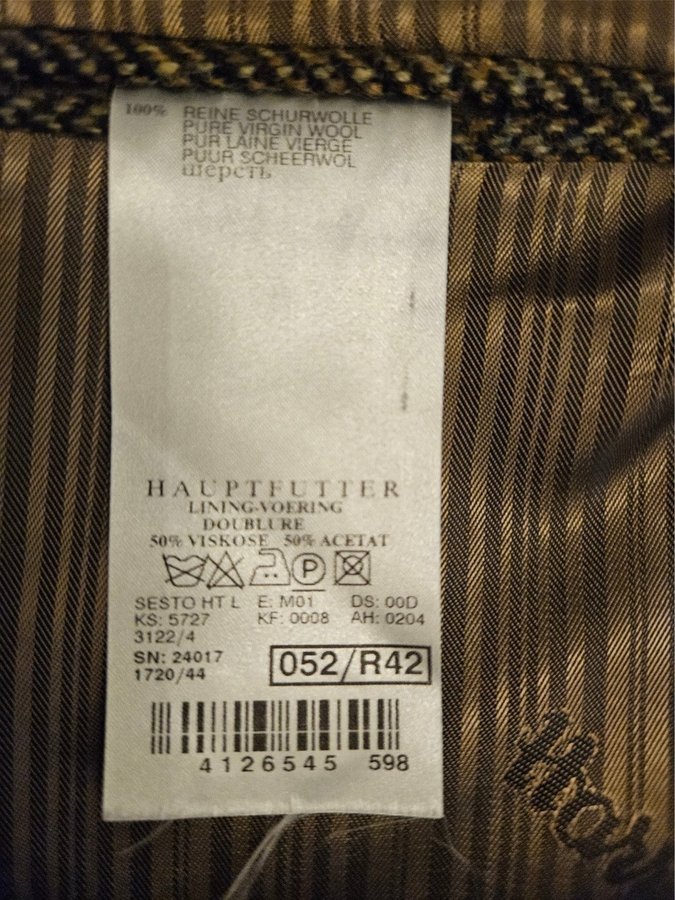 100% REINE SCHURWOLLE
PURE VIRGIN WOOL
PUR LAINE VIERGE
PUUR SCHEERWOL
шерсть
HAUPTFUTTER
LINING-VOERING
DOUBLURE
50% VISKOSE 50% ACETAT
P
SESTO HT L E: M01 DS: 00D
KS: 5727 KF: 0008 AH: 0204
3122/4
SN: 24017
1720/44
052/R42
4126545 598